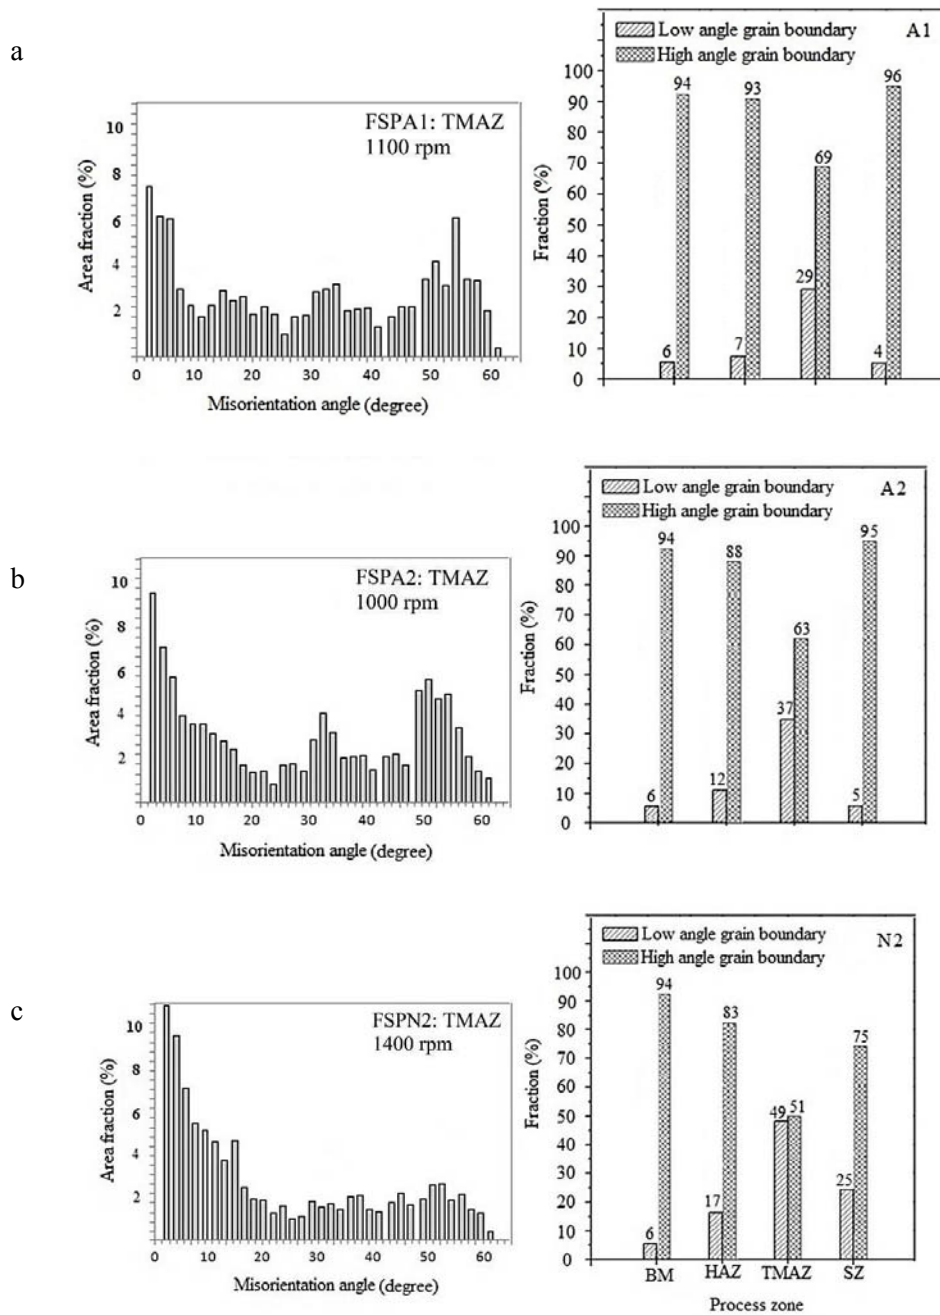 a
FSPA1: TMAZ
1100 rpm
Area fraction (%)
10
8
6
4
2
0 10 20 30 40 50 60
Misorientation angle (degree)
Low angle grain boundary
High angle grain boundary
A1
Fraction (%)
100
90
80
70
60
50
40
30
20
10
0
6 94 7 93 29 69 4 96
b
FSPA2: TMAZ
1000 rpm
Area fraction (%)
10
8
6
4
2
0 10 20 30 40 50 60
Misorientation angle (degree)
Low angle grain boundary
High angle grain boundary
A2
Fraction (%)
100
90
80
70
60
50
40
30
20
10
0
6 94 12 88 37 63 5 95
c
FSPN2: TMAZ
1400 rpm
Area fraction (%)
10
8
6
4
2
0 10 20 30 40 50 60
Misorientation angle (degree)
Low angle grain boundary
High angle grain boundary
N2
Fraction (%)
100
90
80
70
60
50
40
30
20
10
0
6 94 17 83 49 51 25 75
BM HAZ TMAZ SZ
Process zone